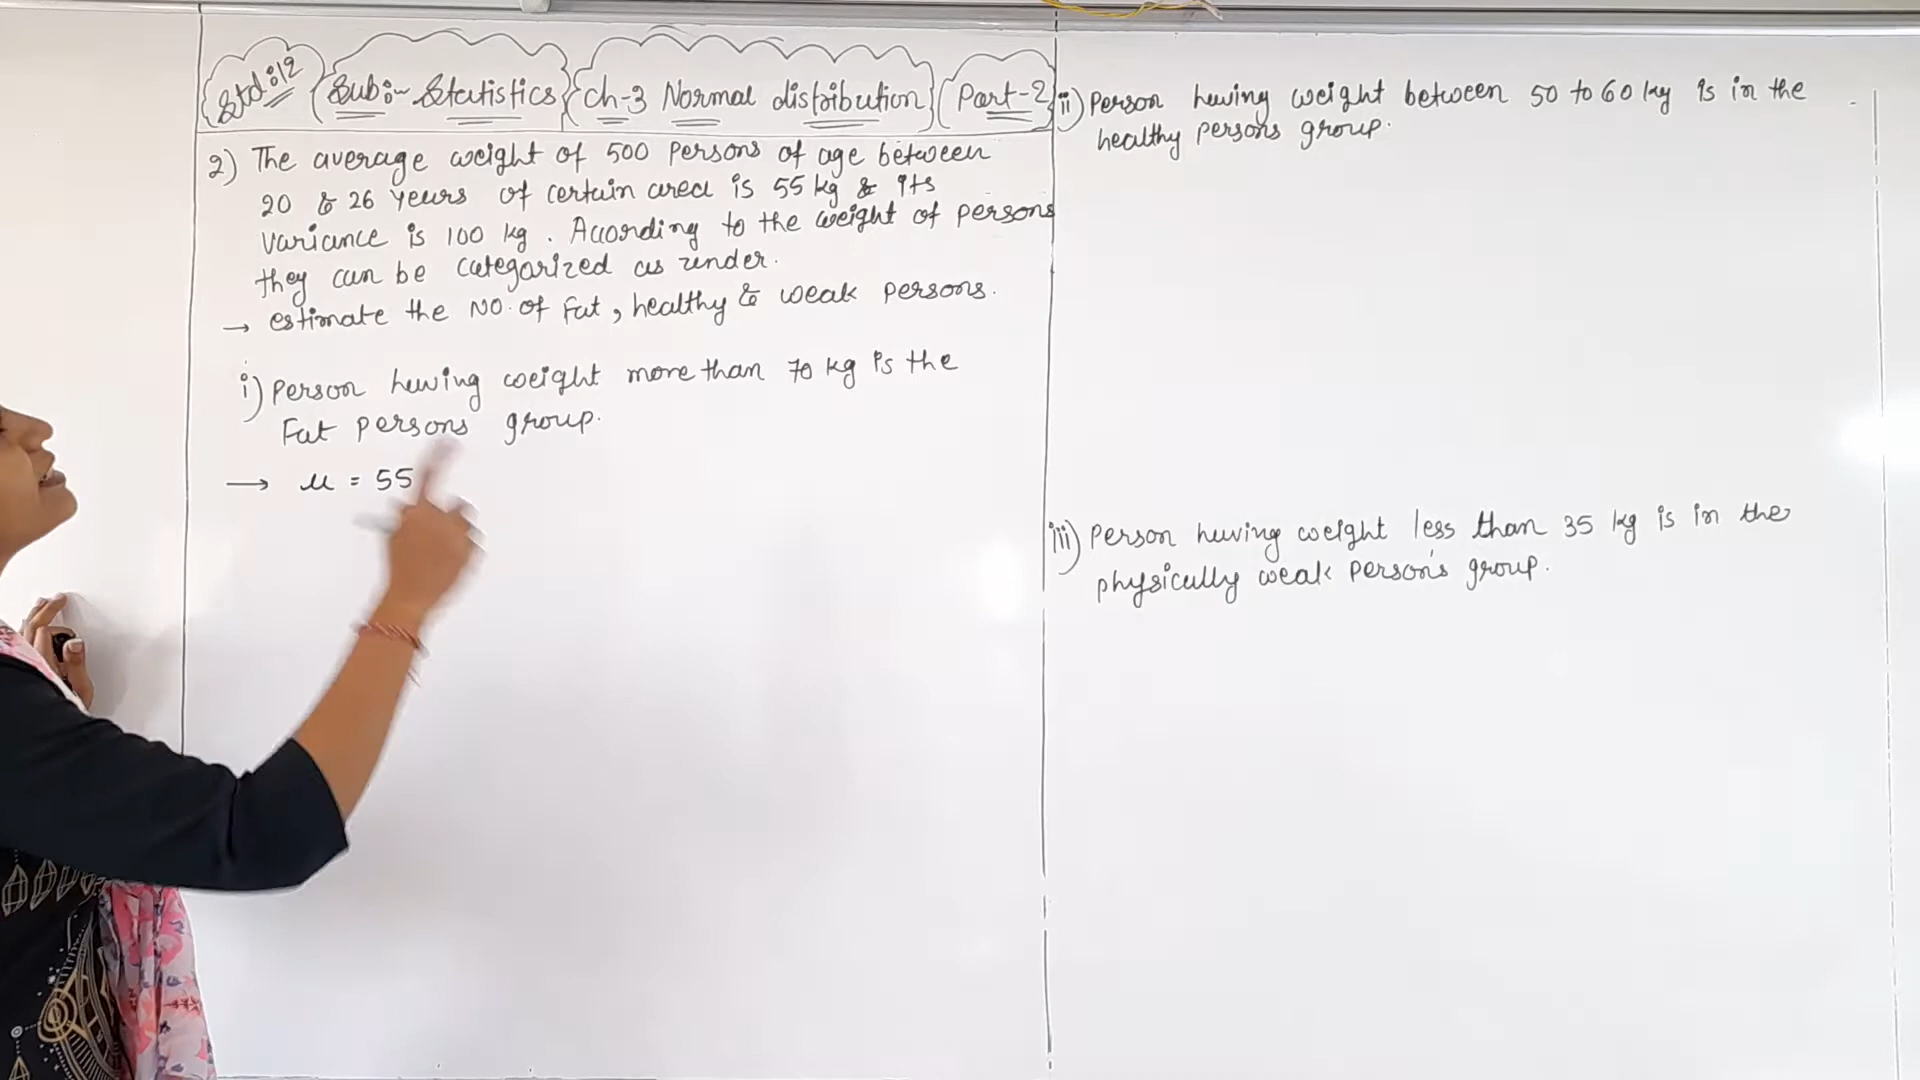 Std:12 Sub:- Statistics Ch-3 Normal distribution Part-2
2) The average weight of 500 persons of age between
20 & 26 years of certain area is 55 kg & its
variance is 100 kg. According to the weight of persons
they can be categorized as under.
→ estimate the NO. of Fat, healthy & weak persons.
i) Person having weight more than 70 kg is the
Fat persons group.
→ μ = 55
ii) Person having weight between 50 to 60 kg is in the
healthy persons group.
iii) Person having weight less than 35 kg is in the
physically weak person's group.